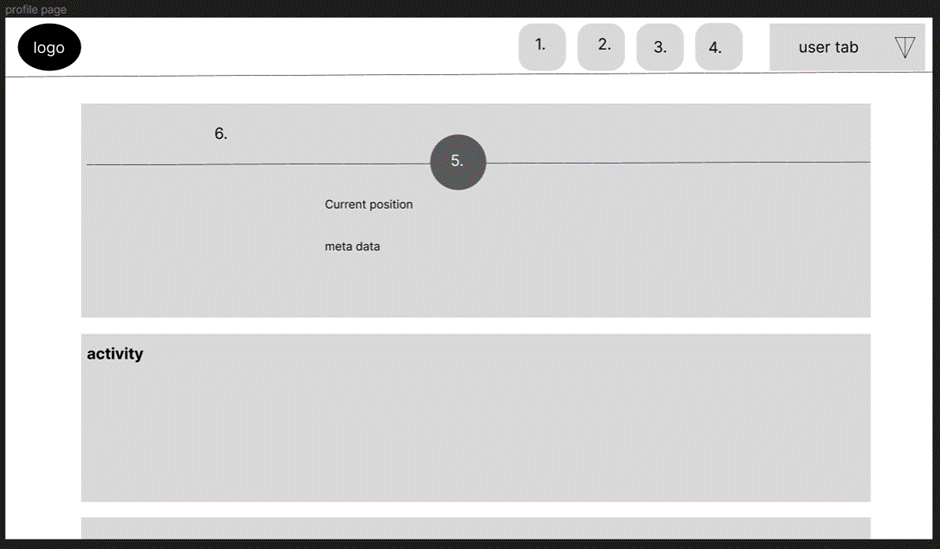 profile page
logo
1.
2.
3.
4.
user tab
6.
5.
Current position
meta data
activity